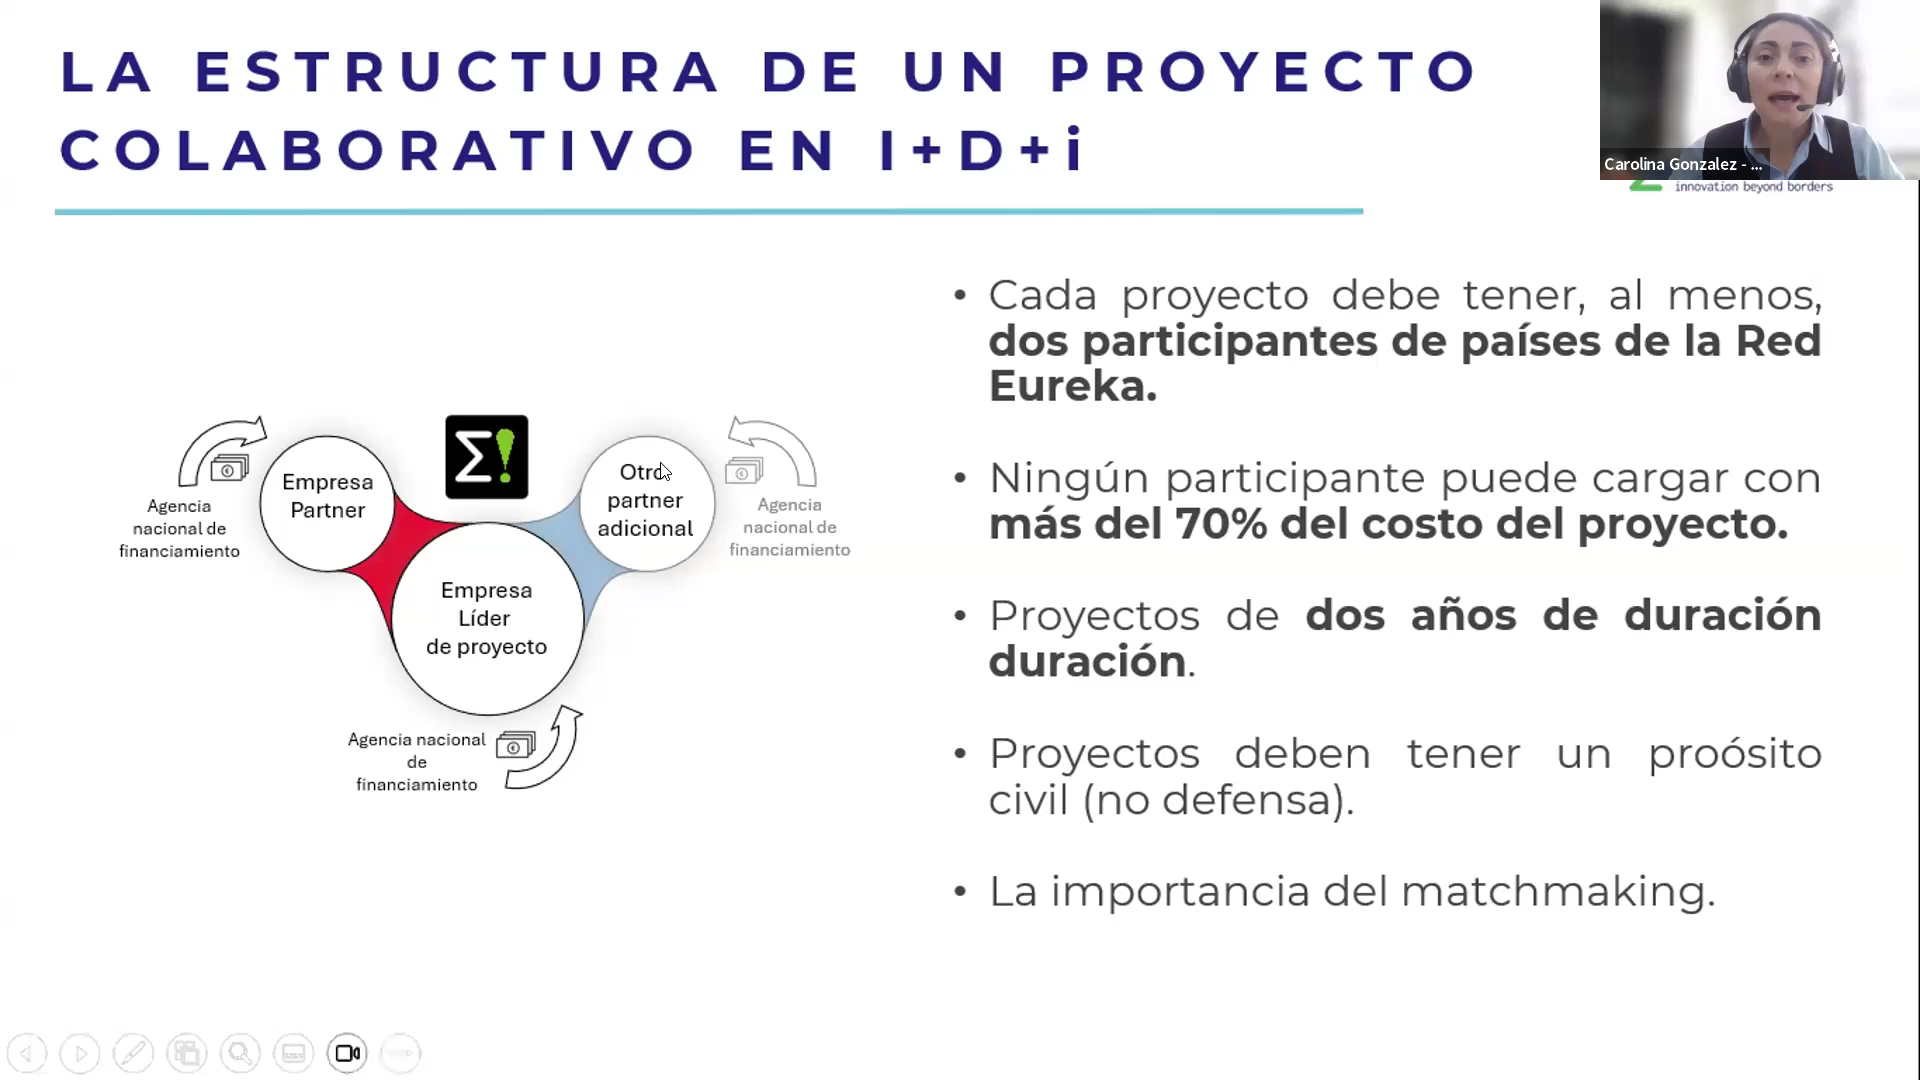 LA ESTRUCTURA DE UN PROYECTO
COLABORATIVO EN I+D+i
Carolina Gonzalez - ...
innovation beyond borders
Empresa
Partner
Σ!
Otro
partner
adicional
Agencia
nacional de
financiamiento
Agencia
nacional de
financiamiento
Empresa
Líder
de proyecto
Agencia nacional
de
financiamiento
• Cada proyecto debe tener, al menos,
dos participantes de países de la Red
Eureka.
• Ningún participante puede cargar con
más del 70% del costo del proyecto.
• Proyectos de dos años de duración
duración.
• Proyectos deben tener un proósito
civil (no defensa).
• La importancia del matchmaking.